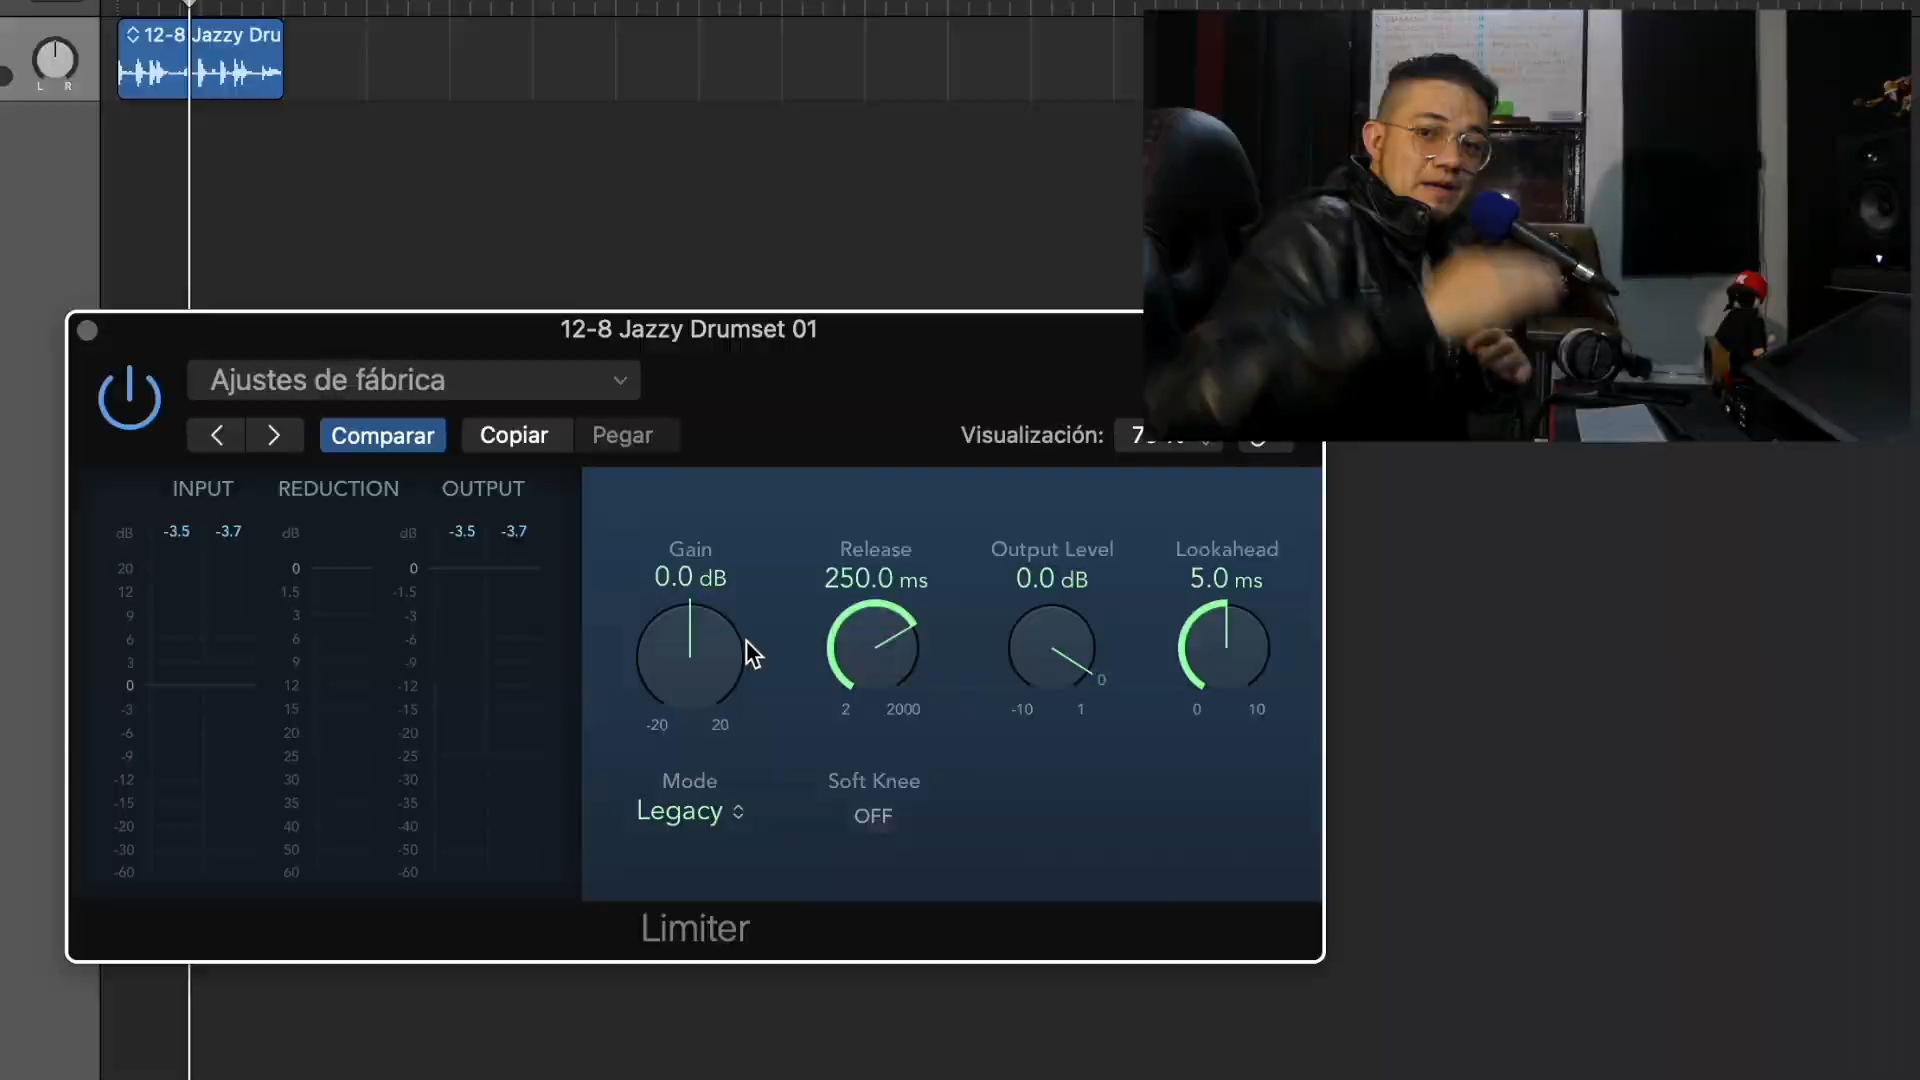 12-8 Jazzy Dru
L R
12-8 Jazzy Drumset 01
Ajustes de fábrica
Comparar Copiar Pegar Visualización:
INPUT REDUCTION OUTPUT
dB -3.5 -3.7 dB dB -3.5 -3.7
20 0 0
12 1.5 -1.5
9 3 -3
6 6 -6
3 9 -9
0 12 -12
-3 15 -15
-6 20 -20
-9 25 -25
-12 30 -30
-15 35 -35
-20 40 -40
-30 50 -50
-60 60 -60
Gain Release Output Level Lookahead
0.0 dB 250.0 ms 0.0 dB 5.0 ms
0
-20 20 2 2000 -10 1 0 10
Mode Soft Knee
Legacy OFF
Limiter